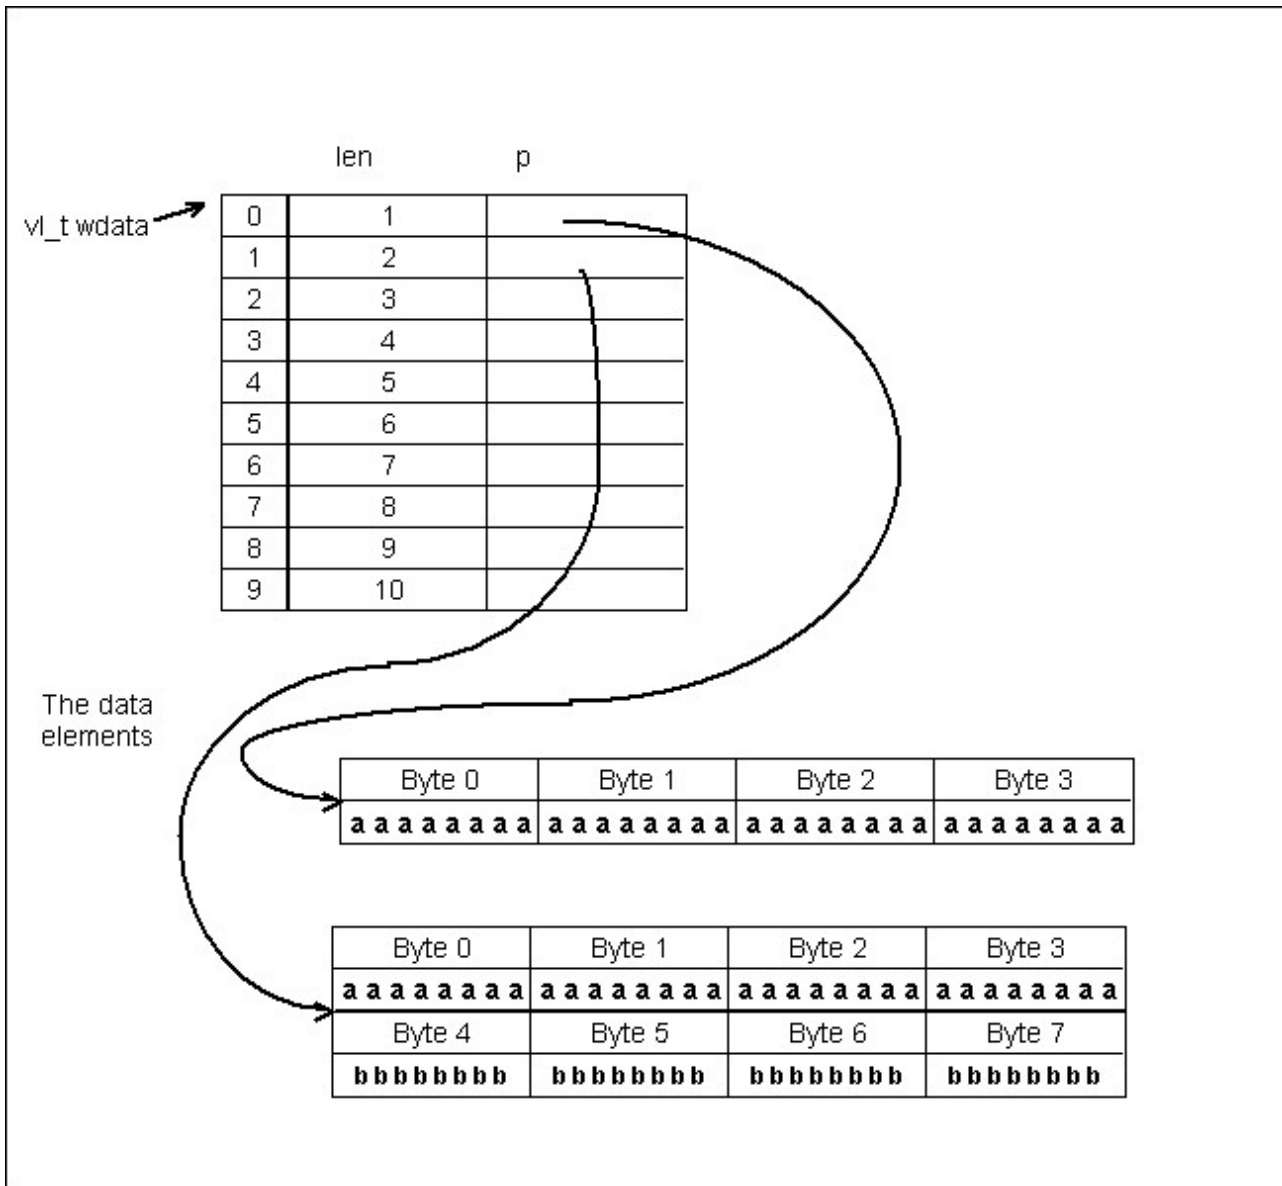 len p
vl_t wdata
0 1
1 2
2 3
3 4
4 5
5 6
6 7
7 8
8 9
9 10
The data
elements
Byte 0 Byte 1 Byte 2 Byte 3
a a a a a a a a a a a a a a a a a a a a a a a a a a a a a a a a
Byte 0 Byte 1 Byte 2 Byte 3
a a a a a a a a a a a a a a a a a a a a a a a a a a a a a a a a
Byte 4 Byte 5 Byte 6 Byte 7
b b b b b b b b b b b b b b b b b b b b b b b b b b b b b b b b